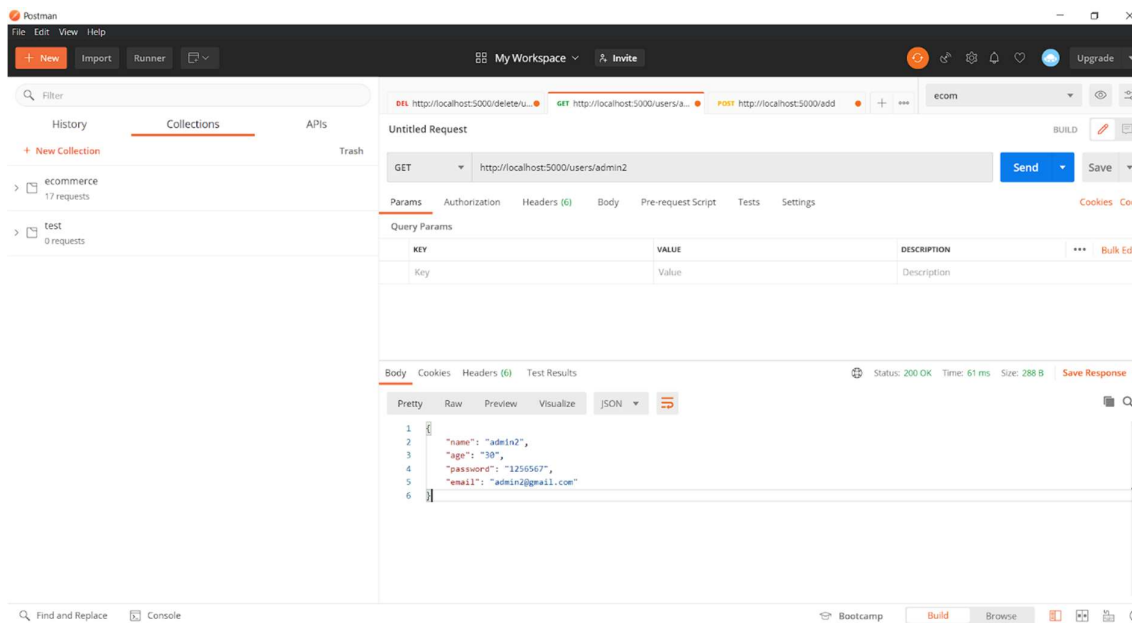 Postman
File Edit View Help
+ New Import Runner My Workspace Invite Upgrade
Filter
History Collections APIs
+ New Collection Trash
ecommerce
17 requests
test
0 requests
DEL http://localhost:5000/delete/u... GET http://localhost:5000/users/a... POST http://localhost:5000/add + ••• ecom
Untitled Request BUILD
GET http://localhost:5000/users/admin2 Send Save
Params Authorization Headers (6) Body Pre-request Script Tests Settings Cookies Co
Query Params
KEY VALUE DESCRIPTION ••• Bulk Ed
Key Value Description
Body Cookies Headers (6) Test Results Status: 200 OK Time: 61 ms Size: 288 B Save Response
Pretty Raw Preview Visualize JSON
1 {
2 "name": "admin2",
3 "age": "30",
4 "password": "1256567",
5 "email": "admin2@gmail.com"
6 }
Find and Replace Console Bootcamp Build Browse